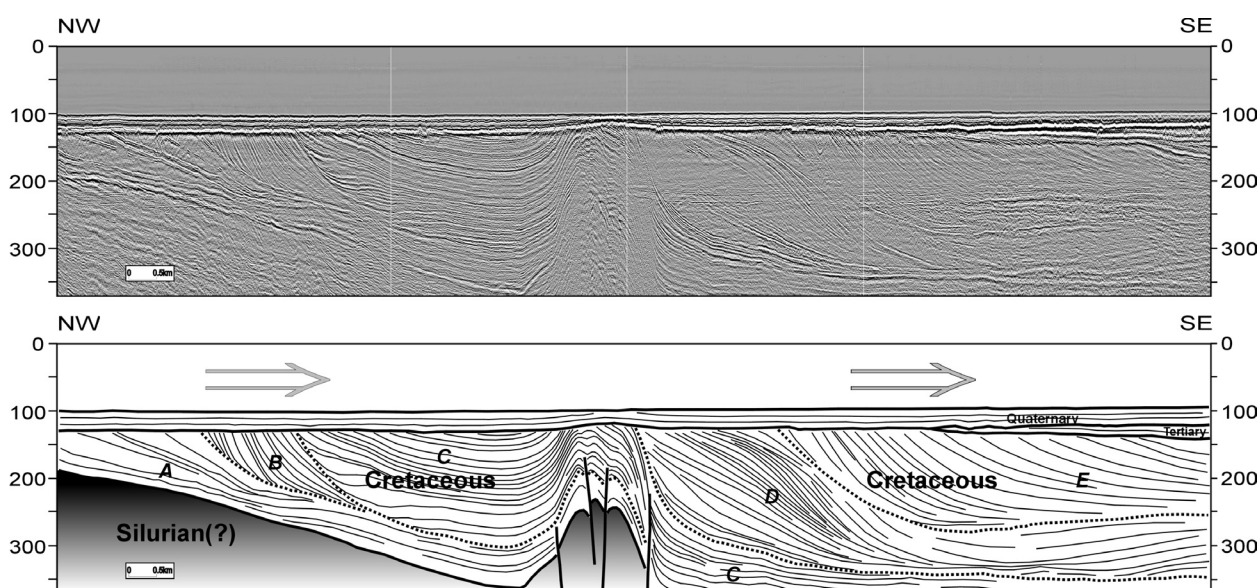 NW SE
0 0
100 100
200 200
300 300
0 0.5km
NW SE
0 0
100 100
Quaternary
Tertiary
A B C D E
200 Cretaceous Cretaceous 200
Silurian(?)
300 300
0 0.5km C